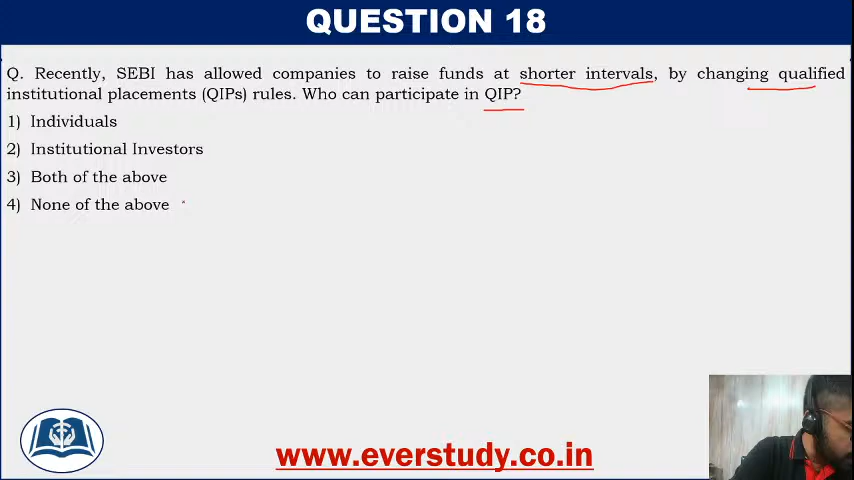 QUESTION 18
Q. Recently, SEBI has allowed companies to raise funds at shorter intervals, by changing qualified
institutional placements (QIPs) rules. Who can participate in QIP?
1) Individuals
2) Institutional Investors
3) Both of the above
4) None of the above
www.everstudy.co.in